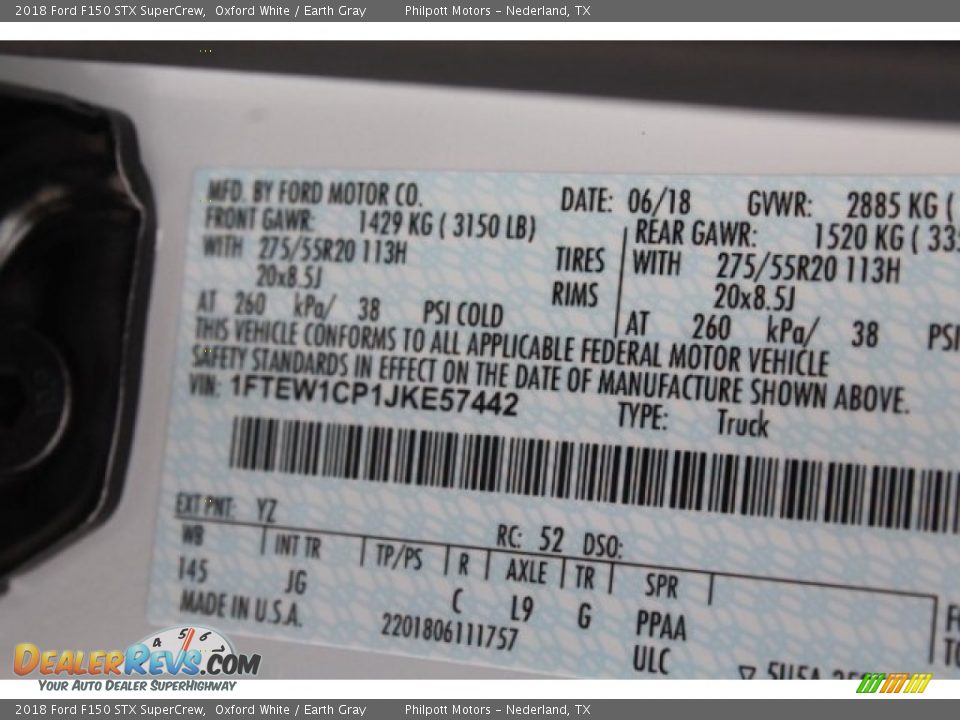 2018 Ford F150 STX SuperCrew, Oxford White / Earth Gray Philpott Motors - Nederland, TX
MFD. BY FORD MOTOR CO. DATE: 06/18 GVWR: 2885 KG (
FRONT GAWR: 1429 KG ( 3150 LB) REAR GAWR: 1520 KG ( 33
WITH 275/55R20 113H TIRES WITH 275/55R20 113H
20x8.5J RIMS 20x8.5J
AT 260 kPa/ 38 PSI COLD AT 260 kPa/ 38 PSI
THIS VEHICLE CONFORMS TO ALL APPLICABLE FEDERAL MOTOR VEHICLE
SAFETY STANDARDS IN EFFECT ON THE DATE OF MANUFACTURE SHOWN ABOVE.
VIN: 1FTEW1CP1JKE57442 TYPE: Truck
EXT PNT: YZ RC: 52 DSO:
WB INT TR TP/PS R AXLE TR SPR
145 JG C L9 G PPAA
MADE IN U.S.A. 2201806111757 ULC
4 5 6
DEALERREVS.COM
YOUR AUTO DEALER SUPERHIGHWAY
2018 Ford F150 STX SuperCrew, Oxford White / Earth Gray Philpott Motors - Nederland, TX